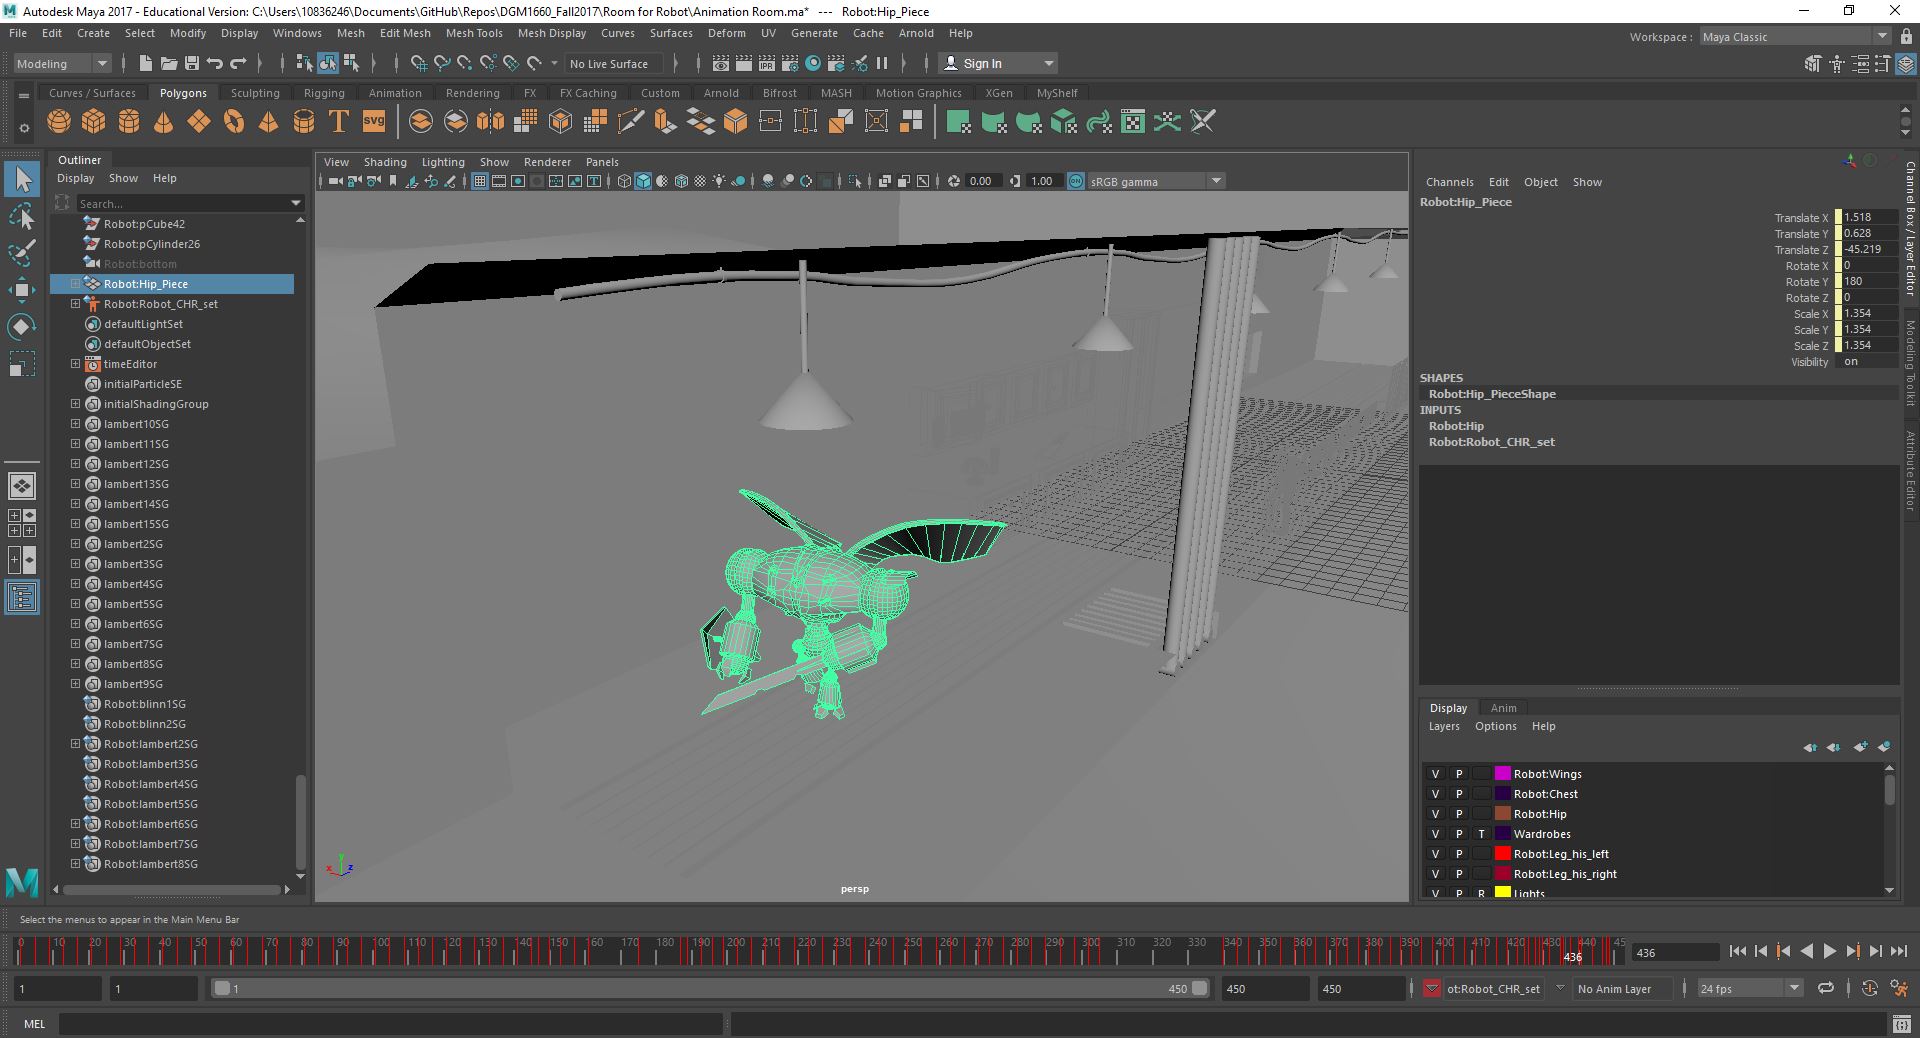 Autodesk Maya 2017 - Educational Version: C:\Users\10836246\Documents\GitHub\Repos\DGM1660_Fall2017\Room for Robot\Animation Room.ma*   ---   Robot:Hip_Piece
File Edit Create Select Modify Display Windows Mesh Edit Mesh Mesh Tools Mesh Display Curves Surfaces Deform UV Generate Cache Arnold Help
Workspace : Maya Classic
Modeling No Live Surface Sign In
Curves / Surfaces Polygons Sculpting Rigging Animation Rendering FX FX Caching Custom Arnold Bifrost MASH Motion Graphics XGen MyShelf
T svg
Outliner
Display Show Help
Search...
Robot:pCube42
Robot:pCylinder26
Robot:bottom
Robot:Hip_Piece
Robot:Robot_CHR_set
defaultLightSet
defaultObjectSet
timeEditor
initialParticleSE
initialShadingGroup
lambert10SG
lambert11SG
lambert12SG
lambert13SG
lambert14SG
lambert15SG
lambert2SG
lambert3SG
lambert4SG
lambert5SG
lambert6SG
lambert7SG
lambert8SG
lambert9SG
Robot:blinn1SG
Robot:blinn2SG
Robot:lambert2SG
Robot:lambert3SG
Robot:lambert4SG
Robot:lambert5SG
Robot:lambert6SG
Robot:lambert7SG
Robot:lambert8SG
View Shading Lighting Show Renderer Panels
0.00 1.00 ON sRGB gamma
x y z
persp
Channels Edit Object Show
Robot:Hip_Piece
Translate X 1.518
Translate Y 0.628
Translate Z -45.219
Rotate X 0
Rotate Y 180
Rotate Z 0
Scale X 1.354
Scale Y 1.354
Scale Z 1.354
Visibility on
SHAPES
Robot:Hip_PieceShape
INPUTS
Robot:Hip
Robot:Robot_CHR_set
Channel Box / Layer Editor
Modeling Toolkit
Attribute Editor
Display Anim
Layers Options Help
V P Robot:Wings
V P Robot:Chest
V P Robot:Hip
V P T Wardrobes
V P Robot:Leg_his_left
V P Robot:Leg_his_right
V P R Lights
Select the menus to appear in the Main Menu Bar
0 10 20 30 40 50 60 70 80 90 100 110 120 130 140 150 160 170 180 190 200 210 220 230 240 250 260 270 280 290 300 310 320 330 340 350 360 370 380 390 400 410 420 430 440 45
436 436
1 1 1 450 450 450 ot:Robot_CHR_set No Anim Layer 24 fps
MEL